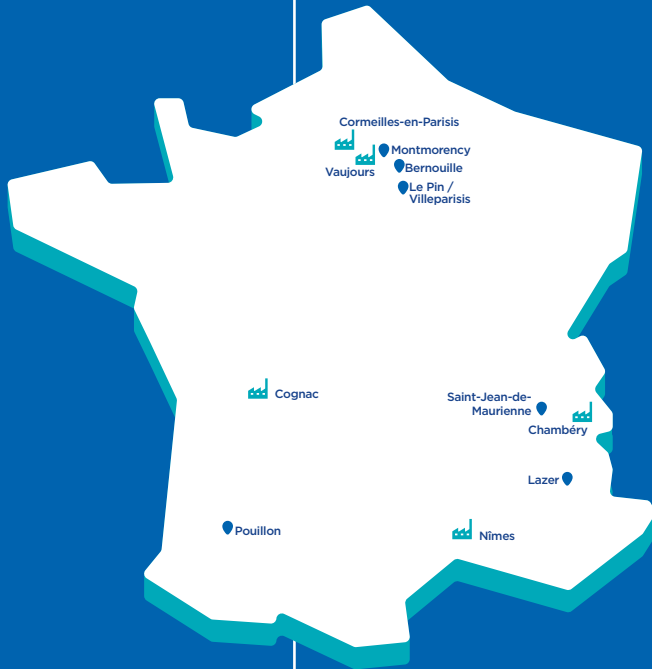 Cormeilles-en-Parisis
Montmorency
Bernouille
Vaujours
Le Pin /
Villeparisis
Cognac
Saint-Jean-de-
Maurienne
Chambéry
Lazer
Pouillon
Nîmes